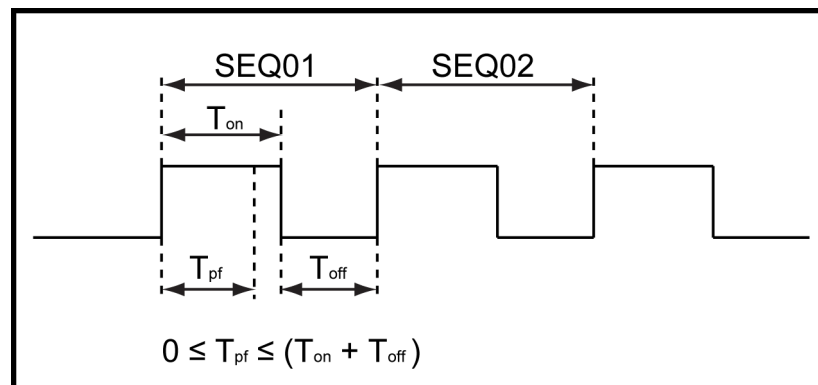 SEQ01 SEQ02
Ton
Tpf Toff
0 ≤ Tpf ≤ (Ton + Toff)